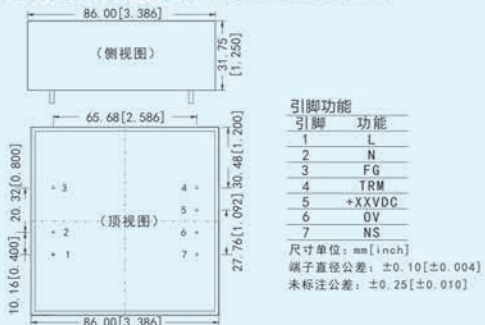 86.00[3.386]
(侧视图)
31.75
[1.250]
65.68[2.586]
30.48[1.200]
20.32[0.800]
3
4
5
(顶视图)
2
6
27.76[1.092]
1
7
10.16[0.400]
86.00[3.386]
引脚功能
引脚 功能
1 L
2 N
3 FG
4 TRM
5 +XXVDC
6 0V
7 NS
尺寸单位: mm[inch]
端子直径公差: ±0.10[±0.004]
未标注公差: ±0.25[±0.010]